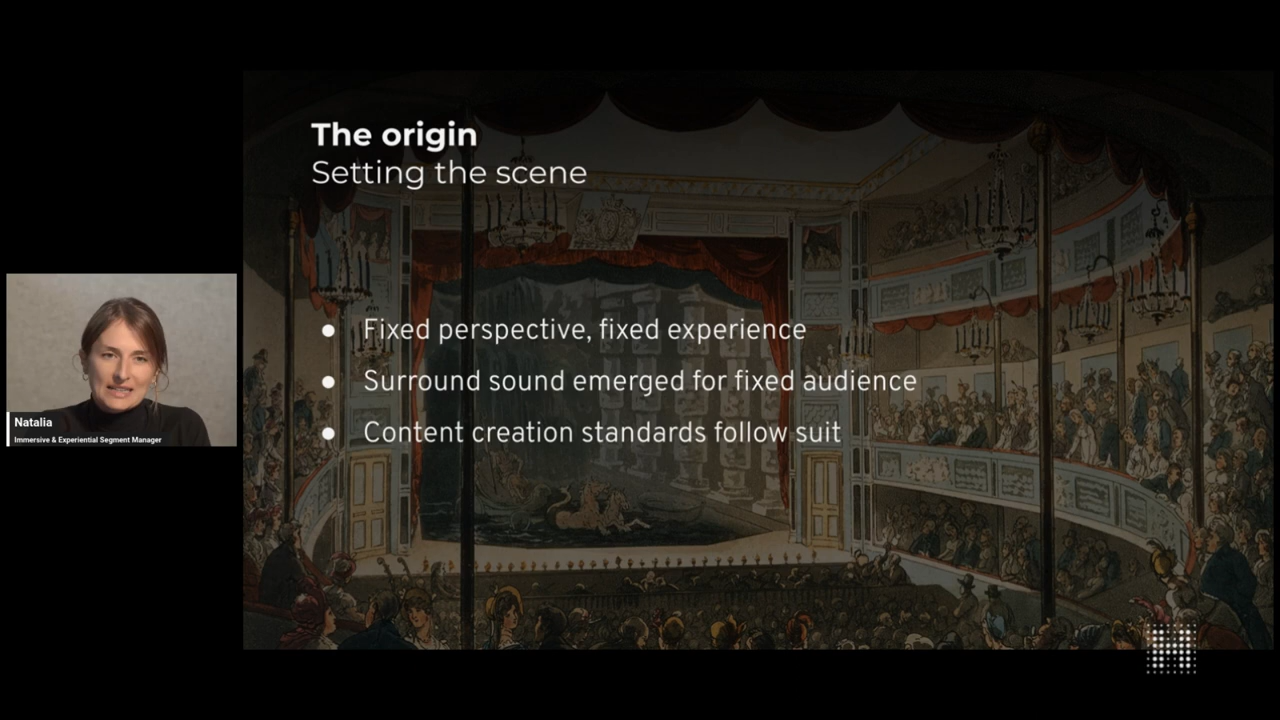 The origin
Setting the scene
● Fixed perspective, fixed experience
● Surround sound emerged for fixed audience
● Content creation standards follow suit
Natalia
Immersive & Experiential Segment Manager
H